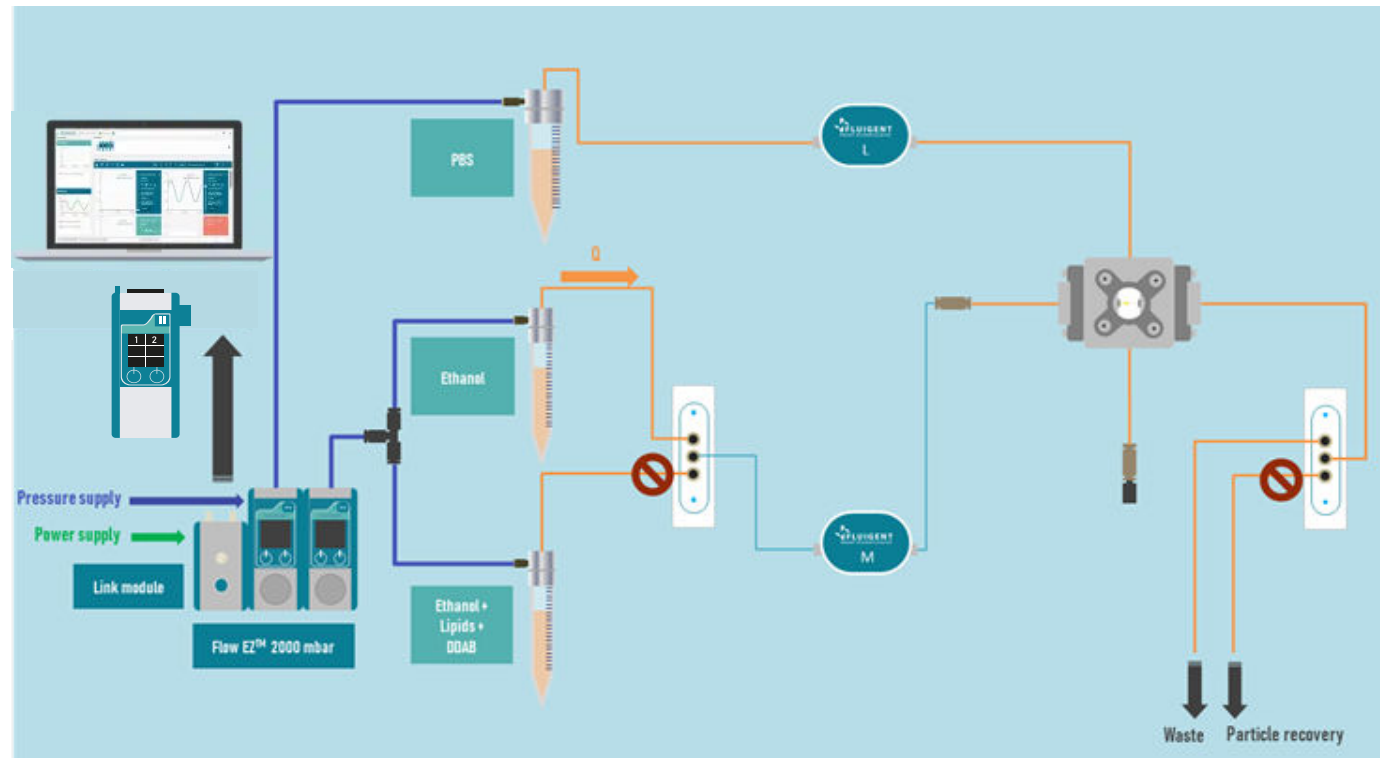 PBS
FLUIGENT
L
Q
1 2
Ethanol
Pressure supply
Power supply
Link module
Flow EZ™ 2000 mbar
Ethanol +
Lipids +
DDAB
FLUIGENT
M
Waste
Particle recovery